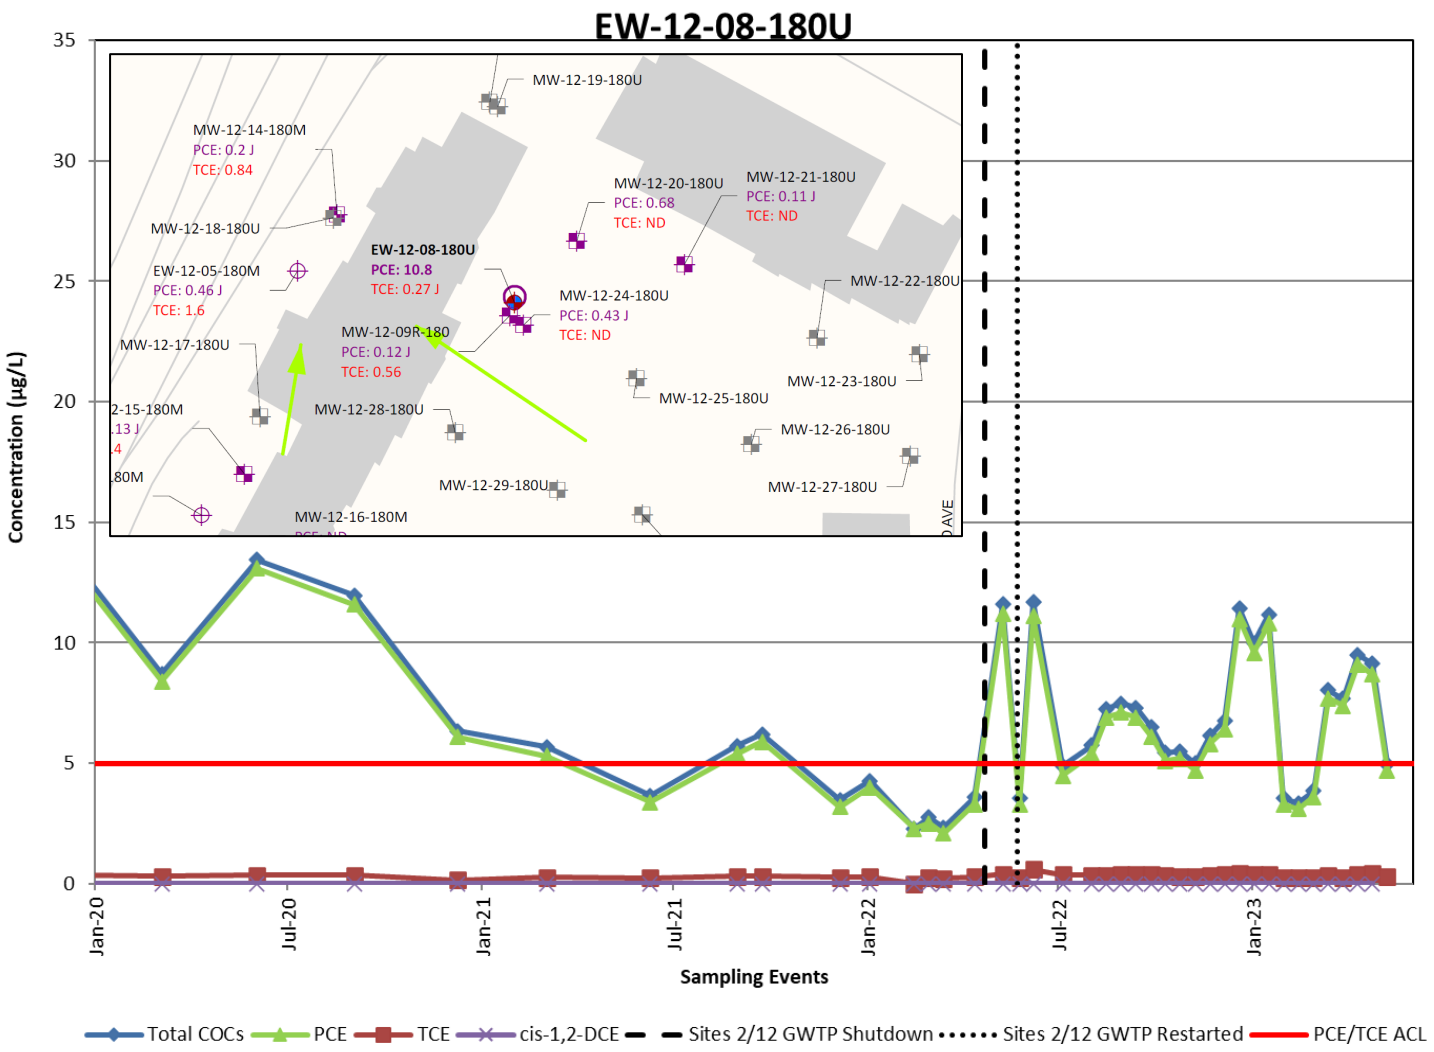 EW-12-08-180U
35
30
25
20
15
10
5
0
Concentration (µg/L)
MW-12-19-180U
MW-12-14-180M
PCE: 0.2 J
TCE: 0.84
MW-12-18-180U
MW-12-20-180U
PCE: 0.68
TCE: ND
MW-12-21-180U
PCE: 0.11 J
TCE: ND
EW-12-08-180U
PCE: 10.8
TCE: 0.27 J
EW-12-05-180M
PCE: 0.46 J
TCE: 1.6
MW-12-24-180U
PCE: 0.43 J
TCE: ND
MW-12-22-180U
MW-12-09R-180
PCE: 0.12 J
TCE: 0.56
MW-12-17-180U
MW-12-23-180U
MW-12-25-180U
2-15-180M
.13 J
.4
MW-12-28-180U
MW-12-26-180U
80M
MW-12-29-180U
MW-12-27-180U
MW-12-16-180M
PCE: ND
D AVE
Jan-20
Jul-20
Jan-21
Jul-21
Jan-22
Jul-22
Jan-23
Sampling Events
Total COCs
PCE
TCE
cis-1,2-DCE
Sites 2/12 GWTP Shutdown
Sites 2/12 GWTP Restarted
PCE/TCE ACL